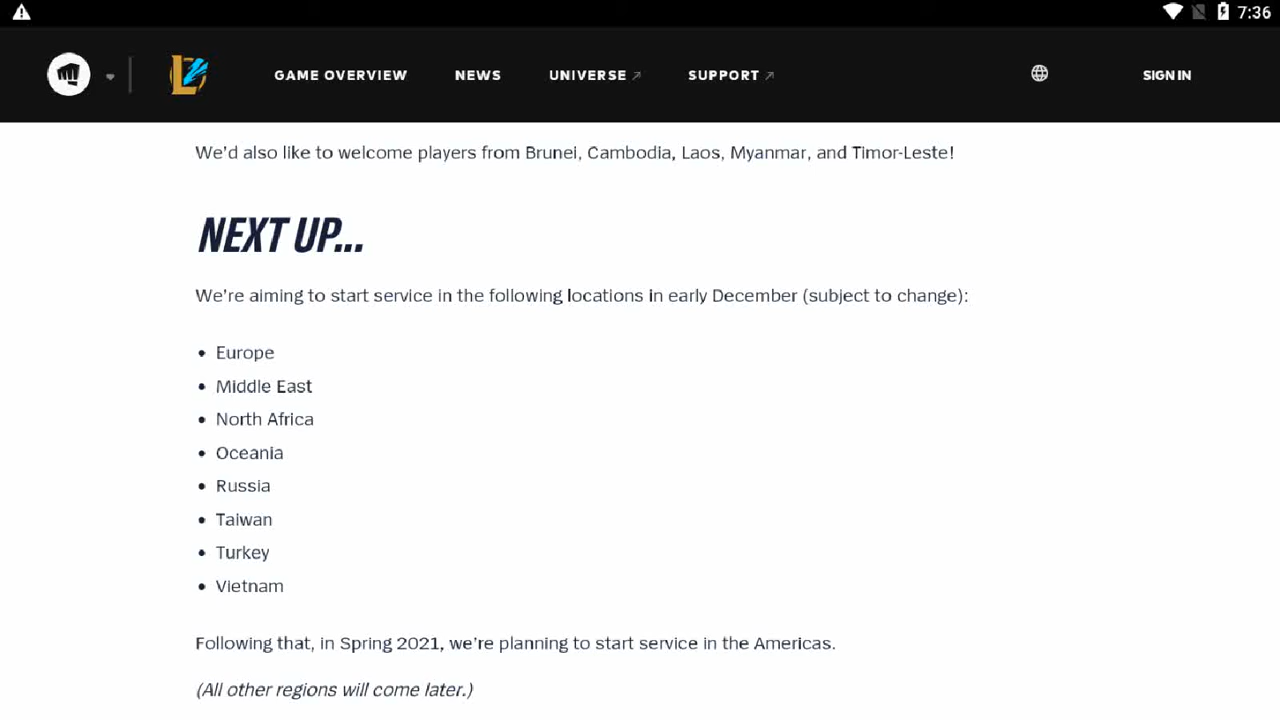 7:36
GAME OVERVIEW NEWS UNIVERSE ↗ SUPPORT ↗ SIGN IN
We’d also like to welcome players from Brunei, Cambodia, Laos, Myanmar, and Timor-Leste!
NEXT UP...
We’re aiming to start service in the following locations in early December (subject to change):
• Europe
• Middle East
• North Africa
• Oceania
• Russia
• Taiwan
• Turkey
• Vietnam
Following that, in Spring 2021, we’re planning to start service in the Americas.
(All other regions will come later.)